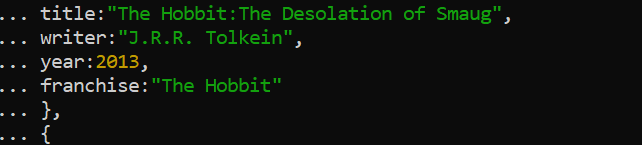 ... title:"The Hobbit:The Desolation of Smaug",
... writer:"J.R.R. Tolkein",
... year:2013,
... franchise:"The Hobbit"
... },
... {